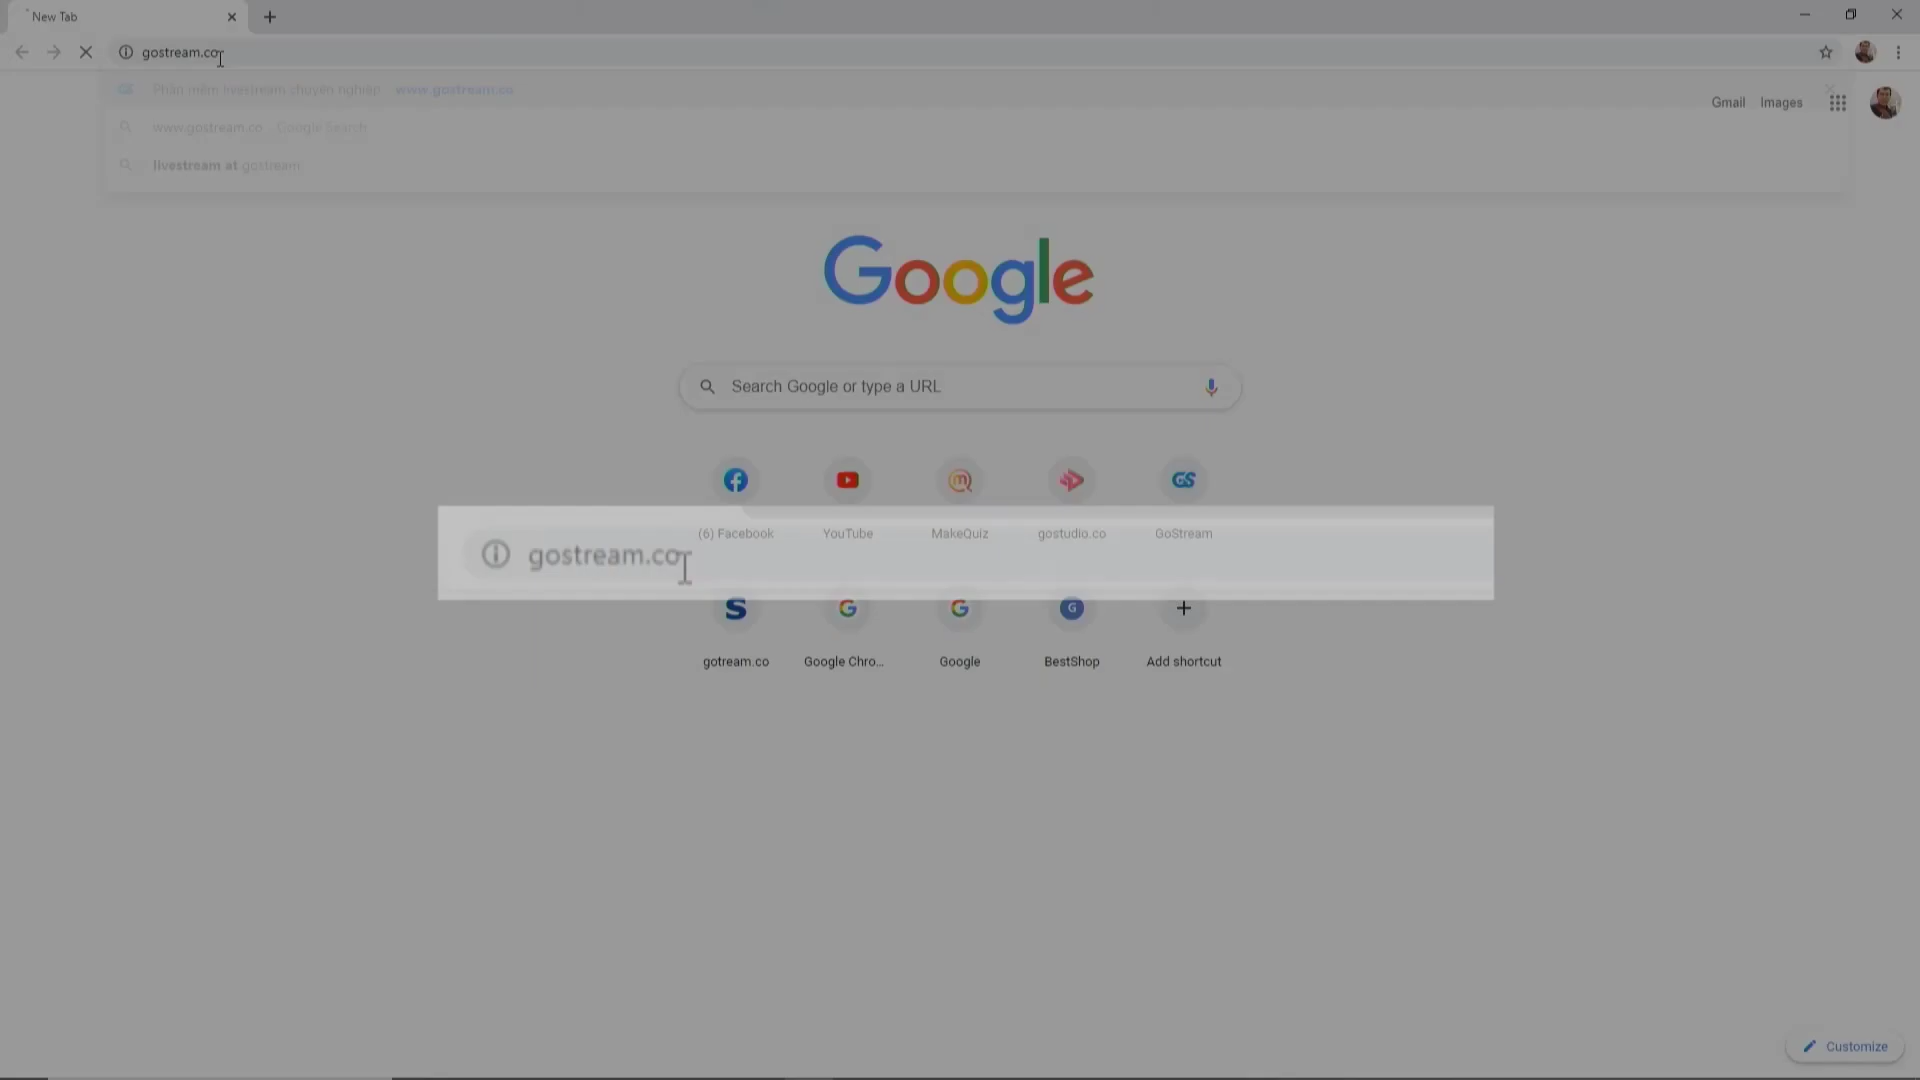 New Tab
gostream.co
Phần mềm livestream chuyên nghiệp www.gostream.co
www.gostream.co Google Search
livestream at gostream
Gmail Images
Google
Search Google or type a URL
(6) Facebook YouTube MakeQuiz gostudio.co GoStream
gostream.co
gotream.co Google Chro... Google BestShop Add shortcut
Customize